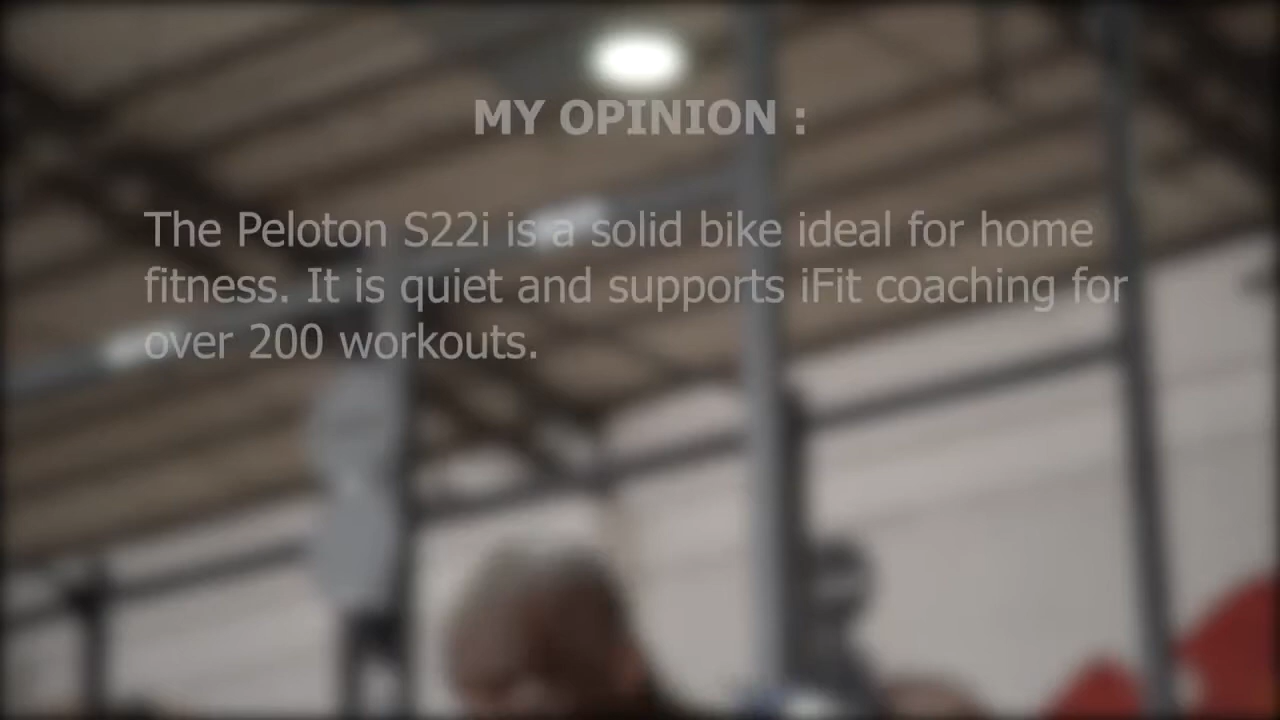 MY OPINION :
The Peloton S22i is a solid bike ideal for home
fitness. It is quiet and supports iFit coaching for
over 200 workouts.